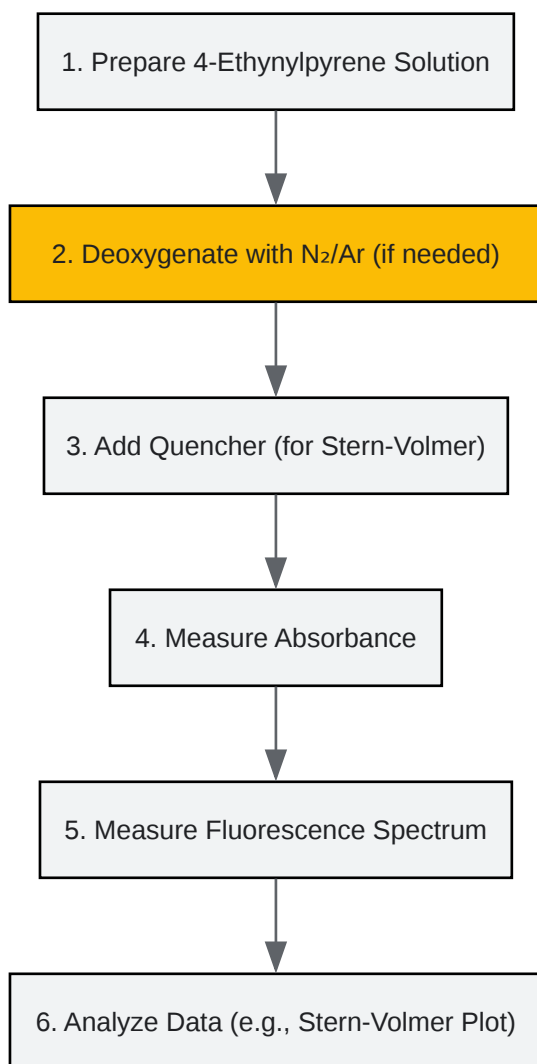 1. Prepare 4-Ethynylpyrene Solution
2. Deoxygenate with N₂/Ar (if needed)
3. Add Quencher (for Stern-Volmer)
4. Measure Absorbance
5. Measure Fluorescence Spectrum
6. Analyze Data (e.g., Stern-Volmer Plot)